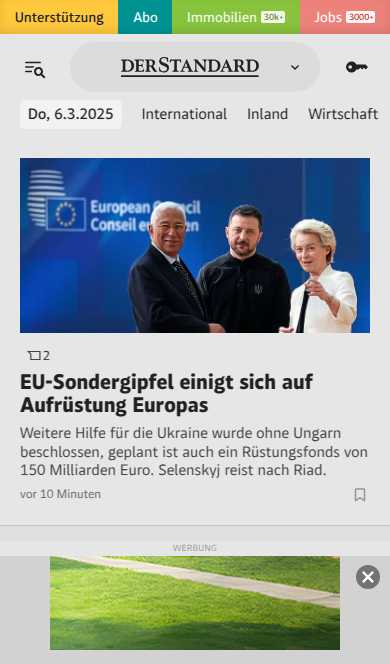 Unterstützung Abo Immobilien 30k+ Jobs 3000+
DERSTANDARD
Do, 6.3.2025 International Inland Wirtschaft
European Council
Conseil européen
2
EU-Sondergipfel einigt sich auf
Aufrüstung Europas
Weitere Hilfe für die Ukraine wurde ohne Ungarn
beschlossen, geplant ist auch ein Rüstungsfonds von
150 Milliarden Euro. Selenskyj reist nach Riad.
vor 10 Minuten
WERBUNG